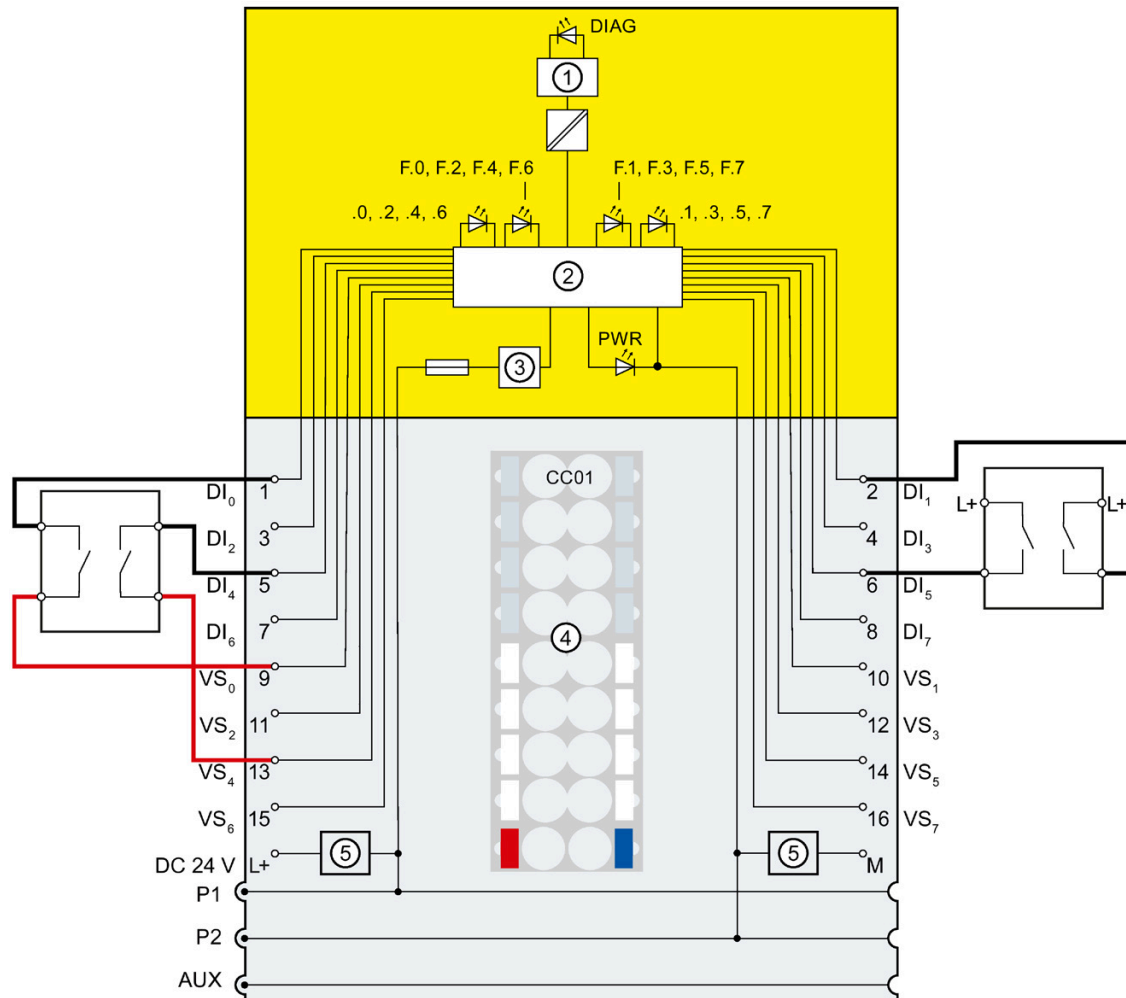 DIAG
①
F.0, F.2, F.4, F.6
F.1, F.3, F.5, F.7
.0, .2, .4, .6
.1, .3, .5, .7
②
PWR
③
CC01
DI₀ 1
2 DI₁
L+
L+
DI₂ 3
4 DI₃
DI₄ 5
6 DI₅
DI₆ 7
8 DI₇
④
VS₀ 9
10 VS₁
VS₂ 11
12 VS₃
VS₄ 13
14 VS₅
VS₆ 15
16 VS₇
DC 24 V L+
⑤
⑤
M
P1
P2
AUX